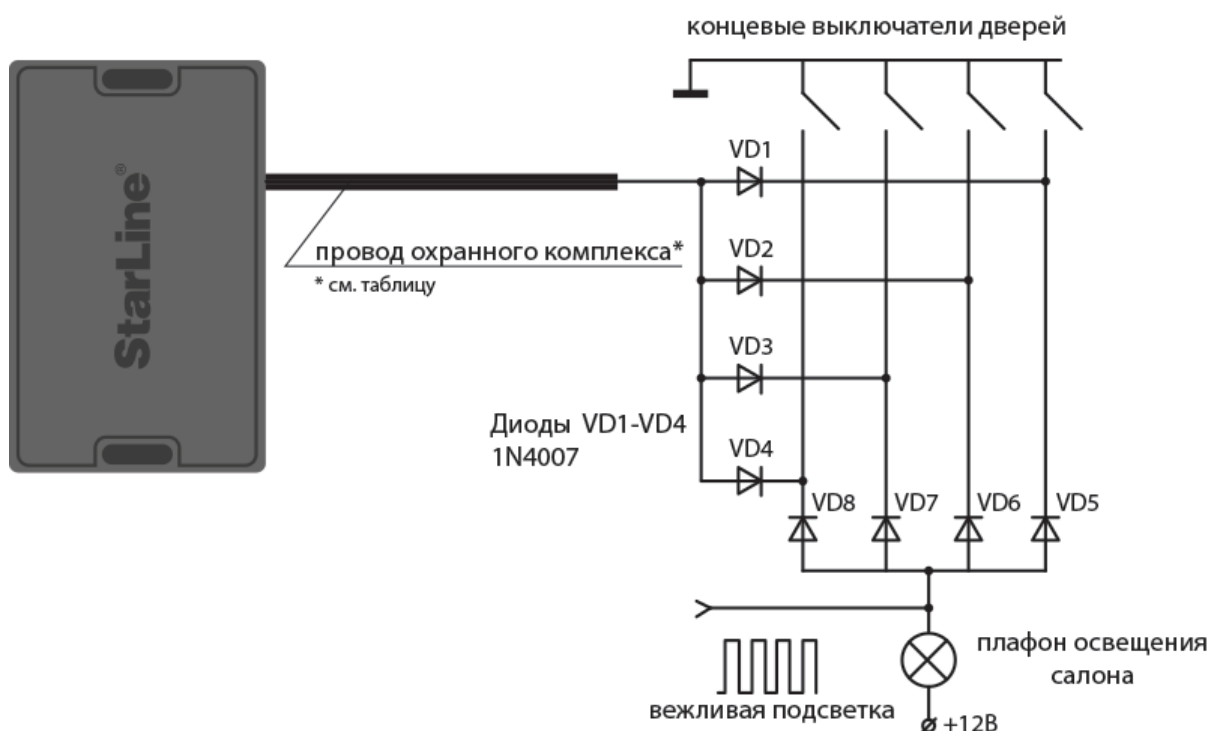 концевые выключатели дверей
StarLine®
VD1
провод охранного комплекса*
* см. таблицу
VD2
VD3
Диоды VD1-VD4
1N4007
VD4
VD8
VD7
VD6
VD5
плафон освещения
салона
вежливая подсветка
+12В